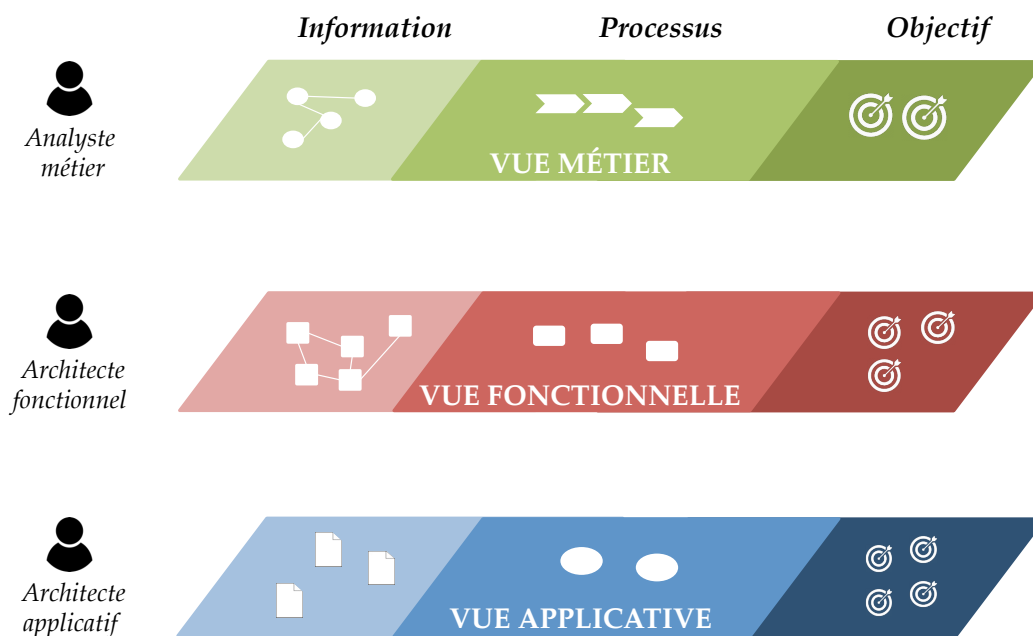 Information
Processus
Objectif
Analyste
métier
VUE MÉTIER
Architecte
fonctionnel
VUE FONCTIONNELLE
Architecte
applicatif
VUE APPLICATIVE